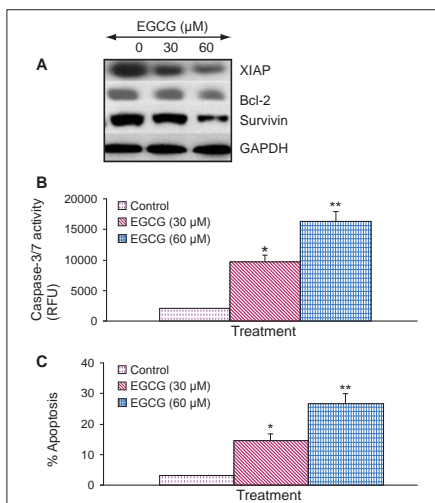 EGCG (µM)
0 30 60
A
XIAP
Bcl-2
Survivin
GAPDH
B
Caspase-3/7 activity
(RFU)
20000
15000
10000
5000
0
Control
EGCG (30 µM)
EGCG (60 µM)
*
**
Treatment
C
% Apoptosis
40
30
20
10
0
Control
EGCG (30 µM)
EGCG (60 µM)
*
**
Treatment